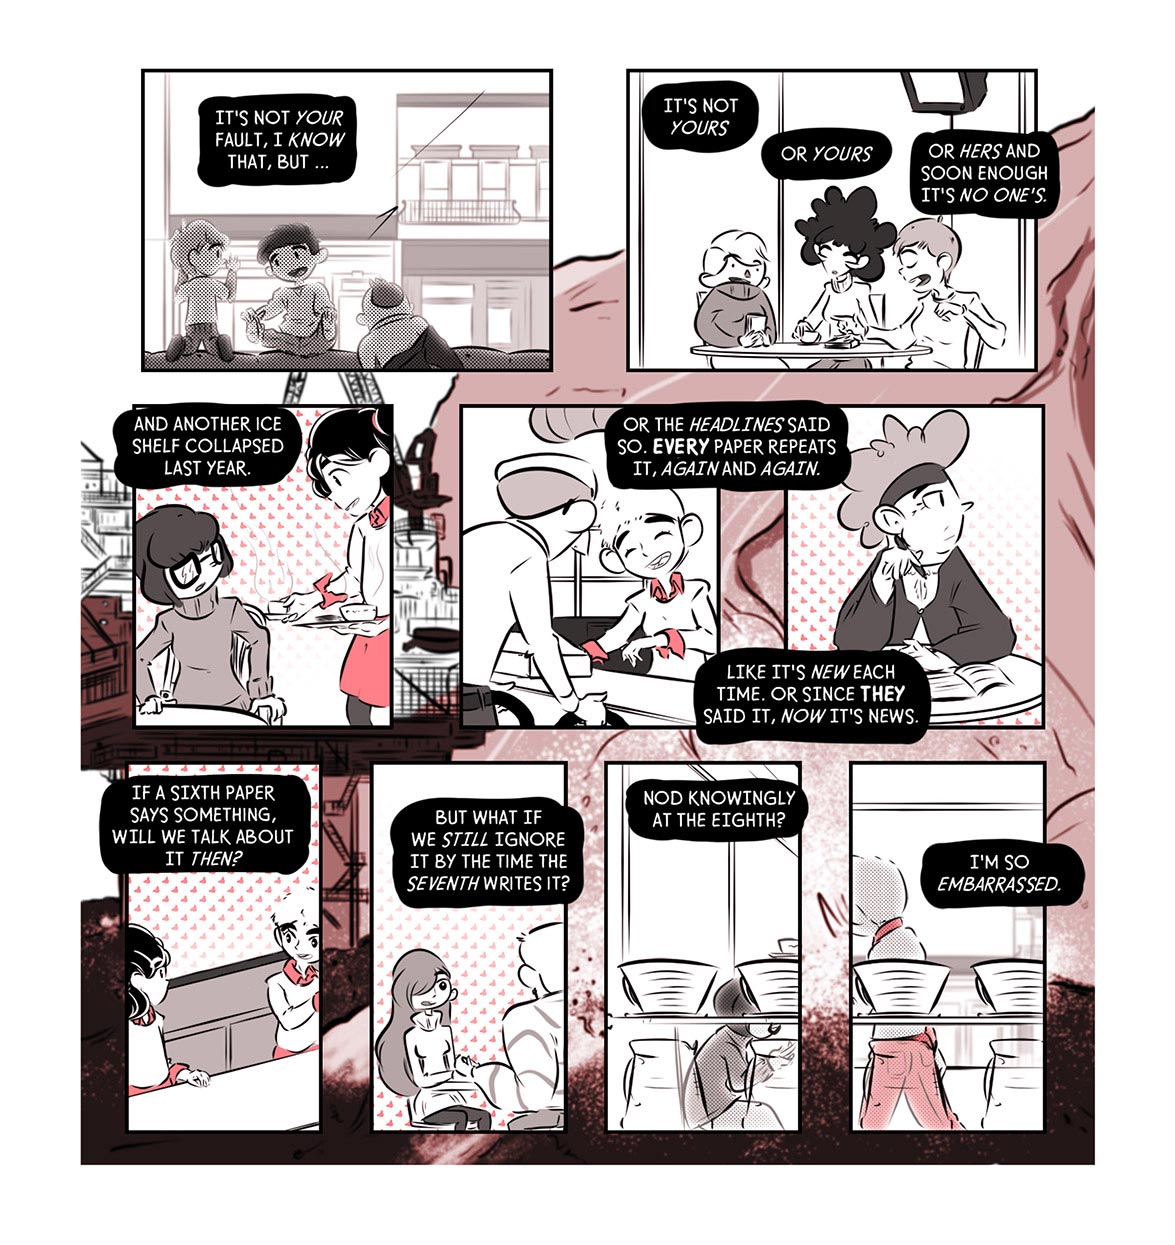 IT'S NOT YOUR
FAULT, I KNOW
THAT, BUT ...
IT'S NOT
YOURS
OR YOURS
OR HERS AND
SOON ENOUGH
IT'S NO ONE'S.
AND ANOTHER ICE
SHELF COLLAPSED
LAST YEAR.
OR THE HEADLINES SAID
SO. EVERY PAPER REPEATS
IT, AGAIN AND AGAIN.
LIKE IT'S NEW EACH
TIME. OR SINCE THEY
SAID IT, NOW IT'S NEWS.
IF A SIXTH PAPER
SAYS SOMETHING,
WILL WE TALK ABOUT
IT THEN?
BUT WHAT IF
WE STILL IGNORE
IT BY THE TIME THE
SEVENTH WRITES IT?
NOD KNOWINGLY
AT THE EIGHTH?
I'M SO
EMBARRASSED.